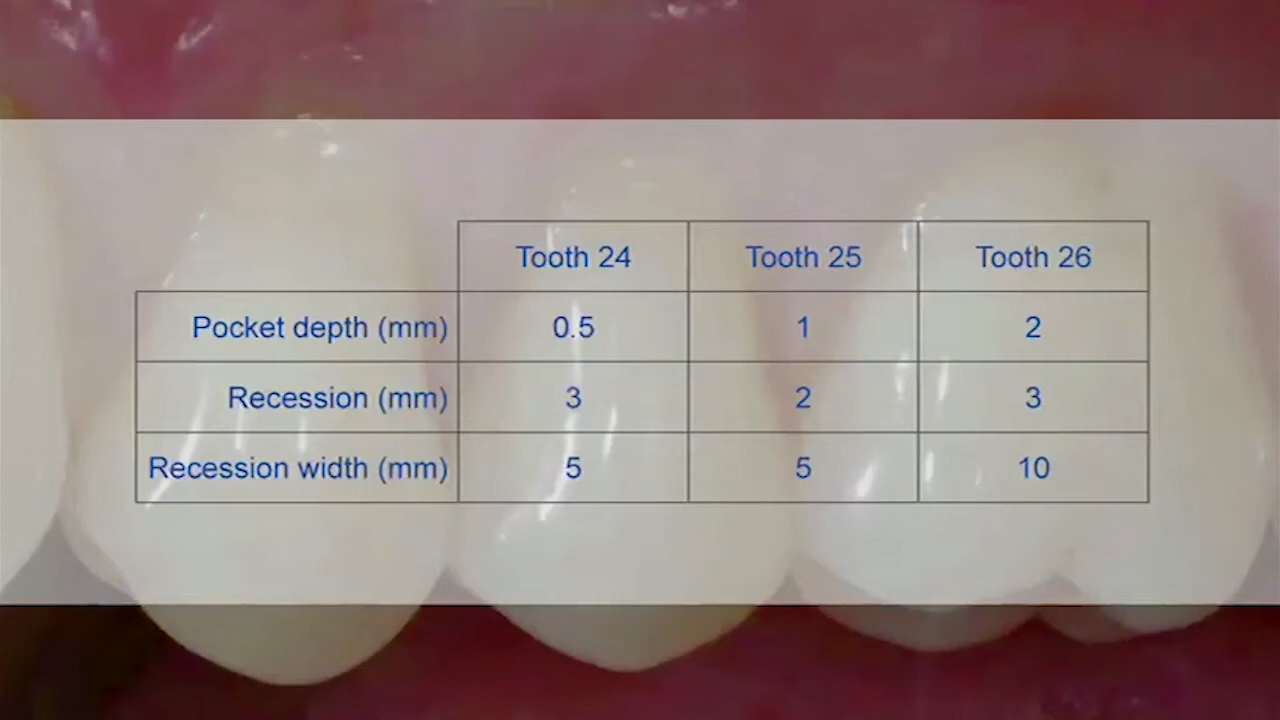 Tooth 24 Tooth 25 Tooth 26
Pocket depth (mm) 0.5 1 2
Recession (mm) 3 2 3
Recession width (mm) 5 5 10